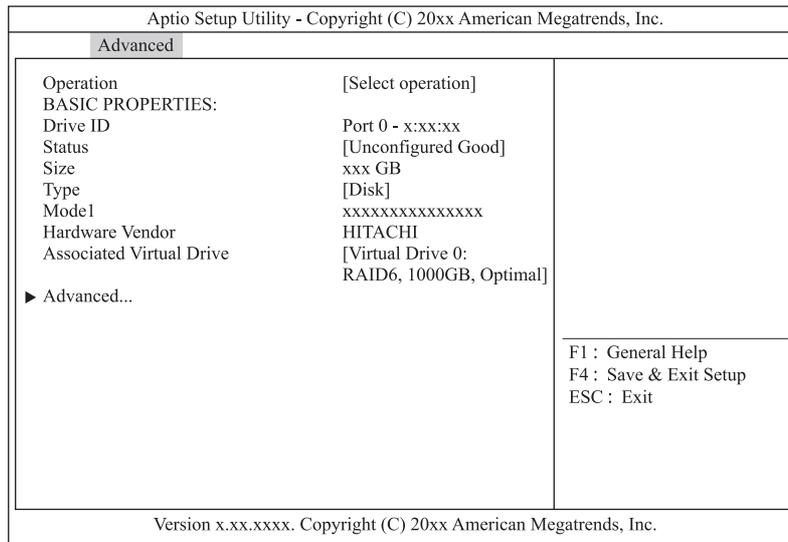 Aptio Setup Utility - Copyright (C) 20xx American Megatrends, Inc.
Advanced
Operation [Select operation]
BASIC PROPERTIES:
Drive ID Port 0 - x:xx:xx
Status [Unconfigured Good]
Size xxx GB
Type [Disk]
Mode1 xxxxxxxxxxxxxxx
Hardware Vendor HITACHI
Associated Virtual Drive [Virtual Drive 0:
RAID6, 1000GB, Optimal]
▶ Advanced...
F1 : General Help
F4 : Save & Exit Setup
ESC : Exit
Version x.xx.xxxx. Copyright (C) 20xx American Megatrends, Inc.